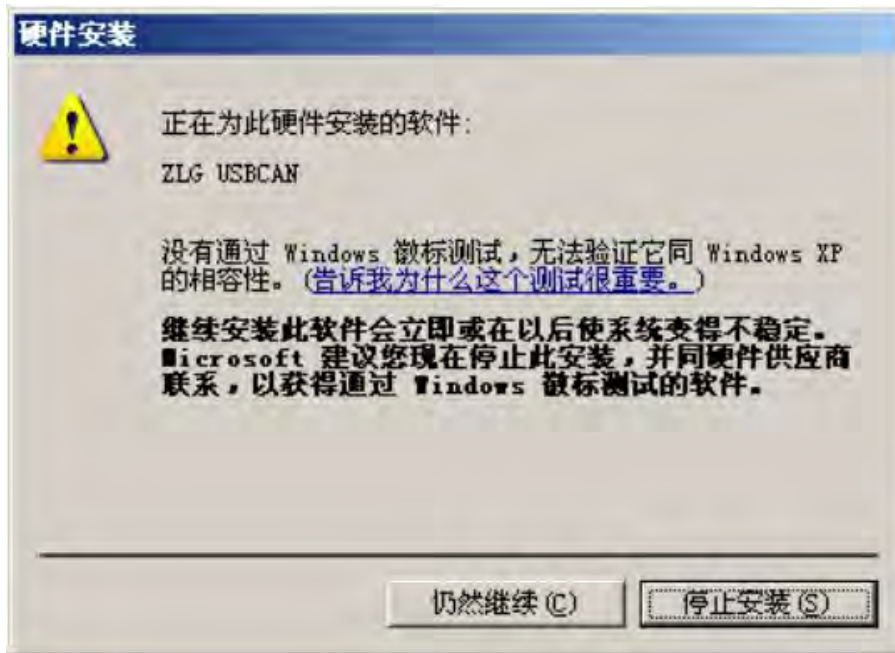 硬件安装
正在为此硬件安装的软件:
ZLG USBCAN
没有通过 Windows 徽标测试，无法验证它同 Windows XP
的相容性。(告诉我为什么这个测试很重要。)
继续安装此软件会立即或在以后使系统变得不稳定。
Microsoft 建议您现在停止此安装，并同硬件供应商
联系，以获得通过 Windows 徽标测试的软件。
仍然继续(C)
停止安装(S)